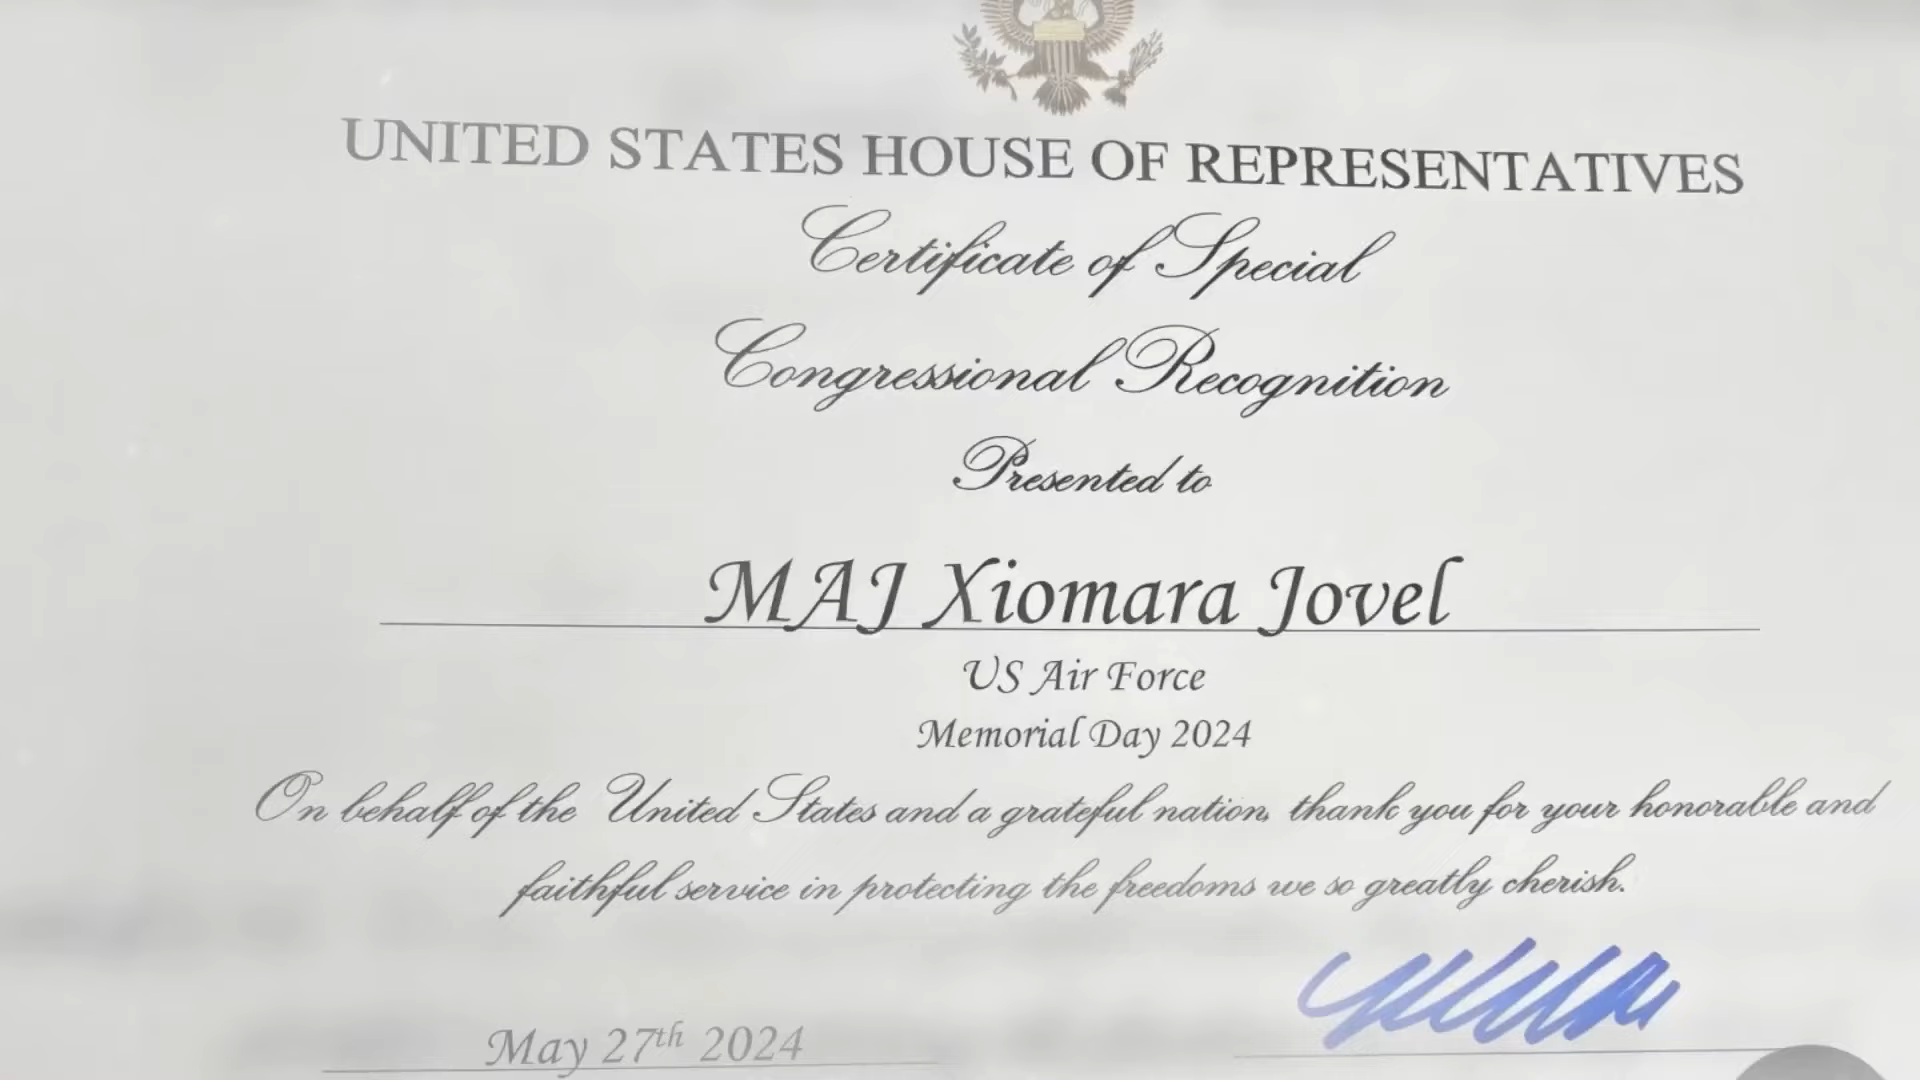 UNITED STATES HOUSE OF REPRESENTATIVES
Certificate of Special
Congressional Recognition
Presented to
MAJ Xiomara Jovel
US Air Force
Memorial Day 2024
On behalf of the United States and a grateful nation, thank you for your honorable and
faithful service in protecting the freedoms we so greatly cherish.
May 27th 2024